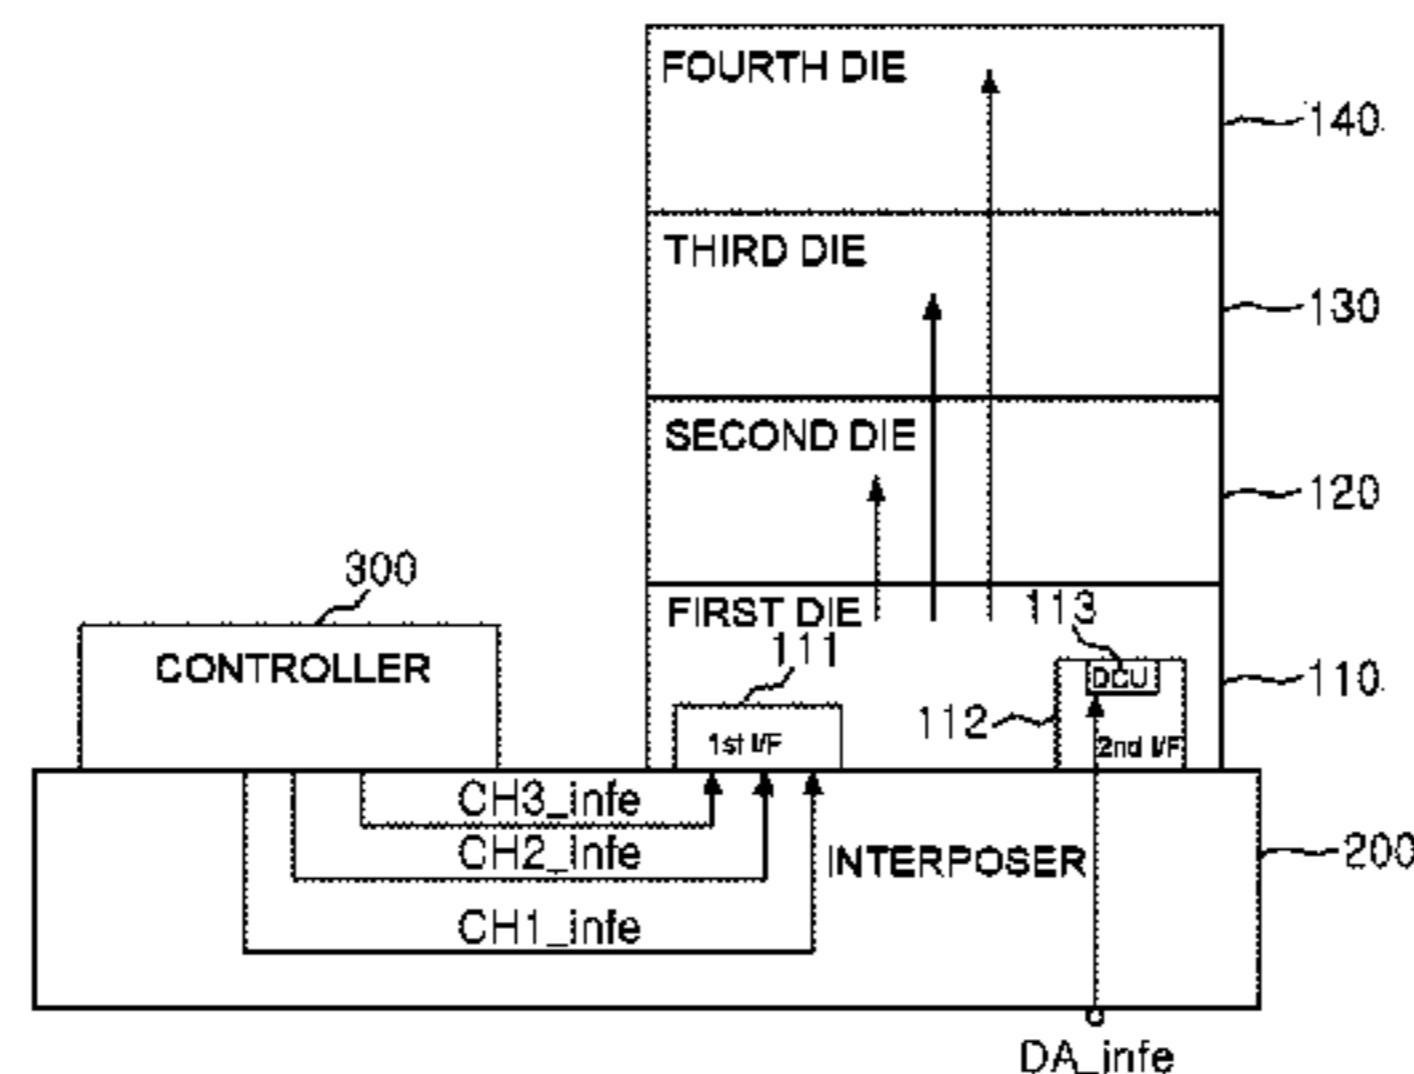 FOURTH DIE
140
THIRD DIE
130
SECOND DIE
120
300
FIRST DIE
113
111
CONTROLLER
DCU
110
112
1st I/F
2nd I/F
CH3_infe
CH2_infe
INTERPOSER
200
CH1_infe
DA_infe